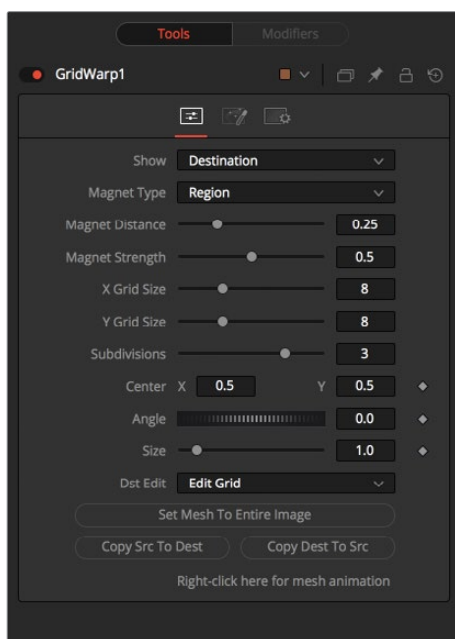 Tools Modifiers
GridWarp1
Show Destination
Magnet Type Region
Magnet Distance 0.25
Magnet Strength 0.5
X Grid Size 8
Y Grid Size 8
Subdivisions 3
Center X 0.5 Y 0.5
Angle 0.0
Size 1.0
Dst Edit Edit Grid
Set Mesh To Entire Image
Copy Src To Dest Copy Dest To Src
Right-click here for mesh animation